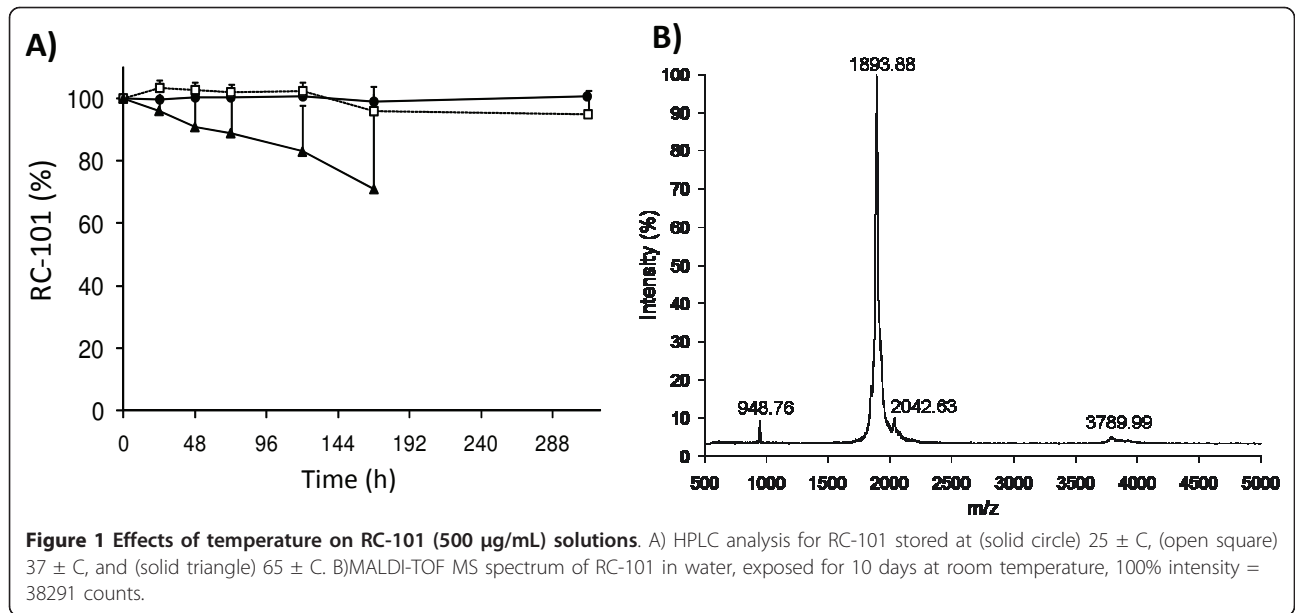 A)
100
80
60
40
20
0
RC-101 (%)
0 48 96 144 192 240 288
Time (h)
B)
1893.88
100
90
80
70
60
50
40
30
20
10
0
Intensity (%)
948.76
2042.63
3789.99
500 1000 1500 2000 2500 3000 3500 4000 4500 5000
m/z
Figure 1 Effects of temperature on RC-101 (500 μg/mL) solutions. A) HPLC analysis for RC-101 stored at (solid circle) 25 ± C, (open square)
37 ± C, and (solid triangle) 65 ± C. B)MALDI-TOF MS spectrum of RC-101 in water, exposed for 10 days at room temperature, 100% intensity =
38291 counts.